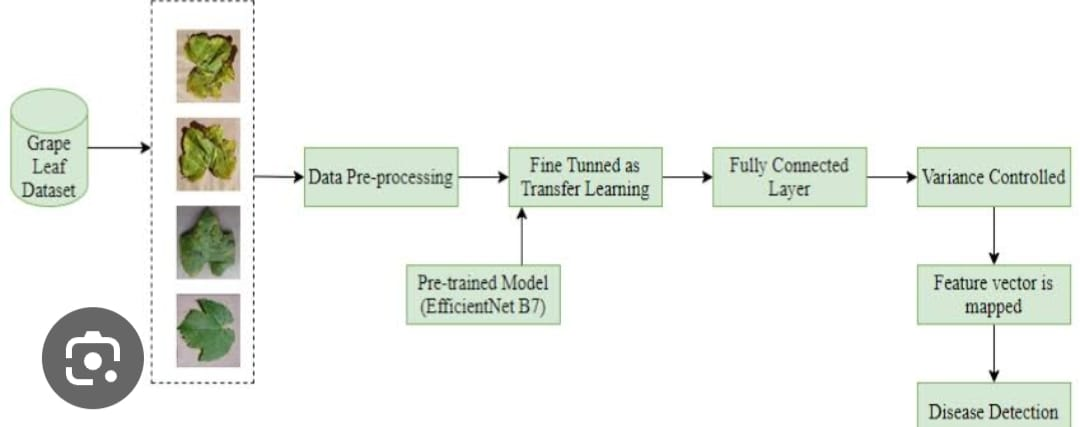 Grape
Leaf
Dataset
Data Pre-processing
Fine Tunned as
Transfer Learning
Pre-trained Model
(EfficientNet B7)
Fully Connected
Layer
Variance Controlled
Feature vector is
mapped
Disease Detection